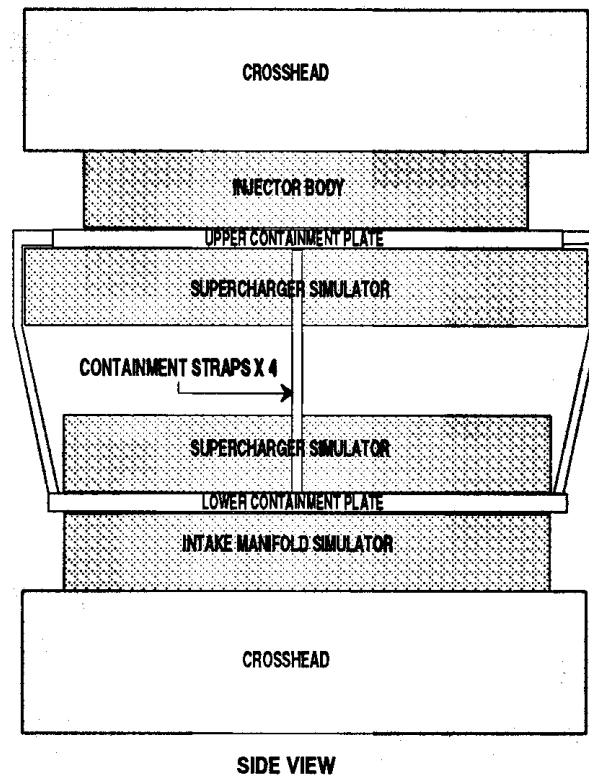 CROSSHEAD
INJECTOR BODY
UPPER CONTAINMENT PLATE
SUPERCHARGER SIMULATOR
CONTAINMENT STRAPS X 4
SUPERCHARGER SIMULATOR
LOWER CONTAINMENT PLATE
INTAKE MANIFOLD SIMULATOR
CROSSHEAD
SIDE VIEW